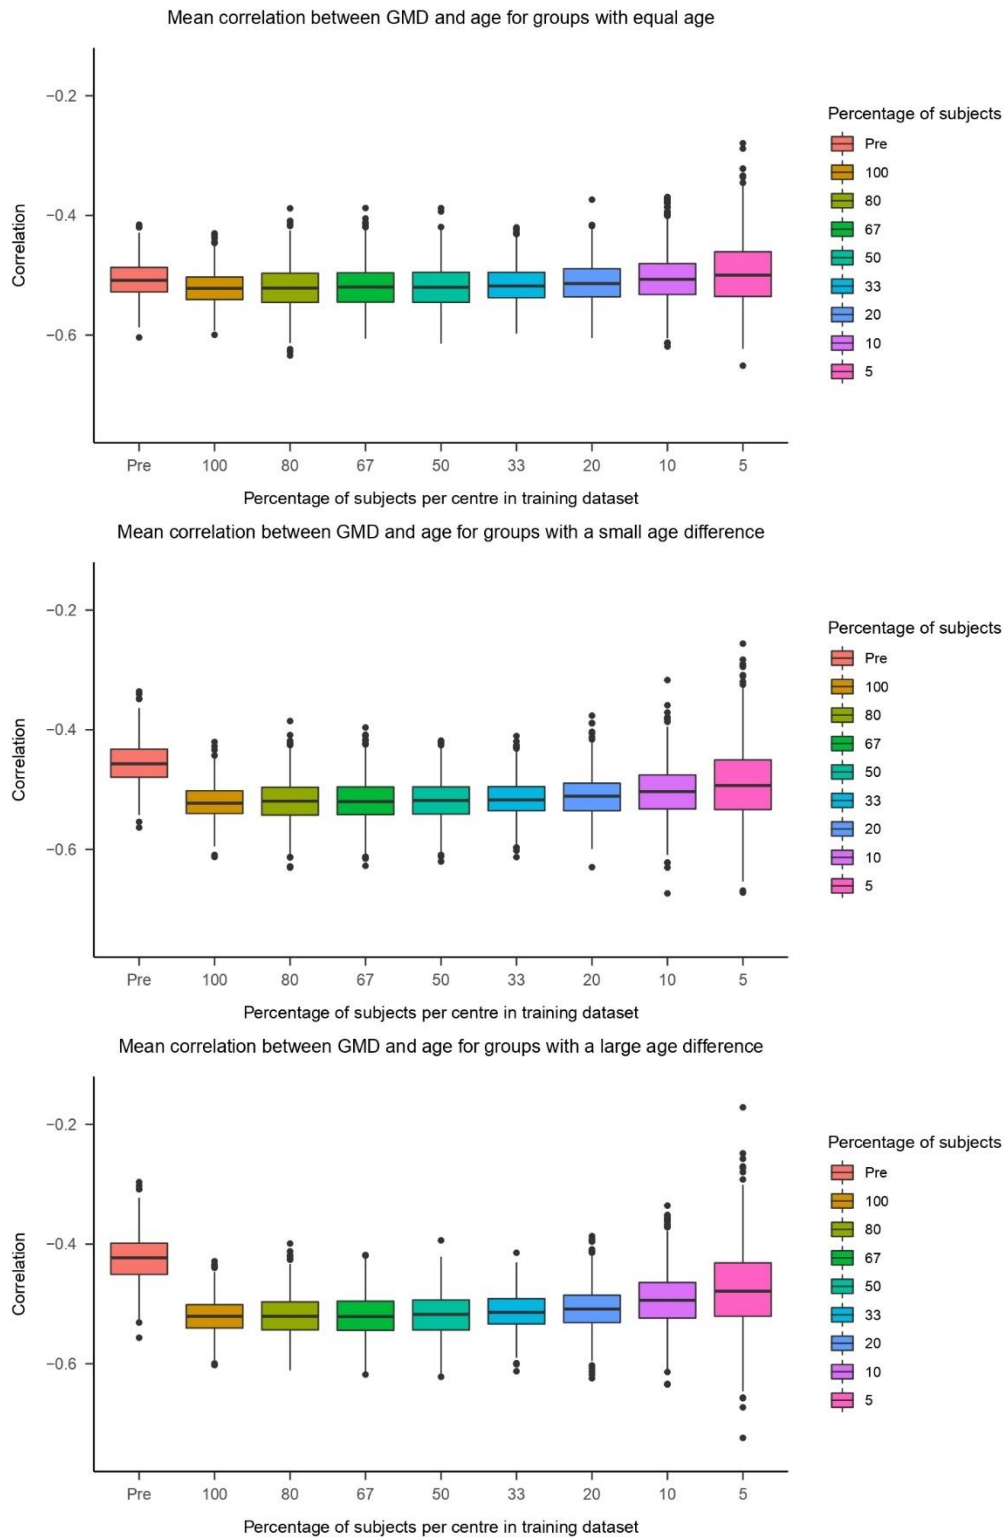 Mean correlation between GMD and age for groups with equal age
Correlation
−0.2
−0.4
−0.6
Pre 100 80 67 50 33 20 10 5
Percentage of subjects per centre in training dataset
Percentage of subjects
Pre
100
80
67
50
33
20
10
5
Mean correlation between GMD and age for groups with a small age difference
Correlation
−0.2
−0.4
−0.6
Pre 100 80 67 50 33 20 10 5
Percentage of subjects per centre in training dataset
Percentage of subjects
Pre
100
80
67
50
33
20
10
5
Mean correlation between GMD and age for groups with a large age difference
Correlation
−0.2
−0.4
−0.6
Pre 100 80 67 50 33 20 10 5
Percentage of subjects per centre in training dataset
Percentage of subjects
Pre
100
80
67
50
33
20
10
5